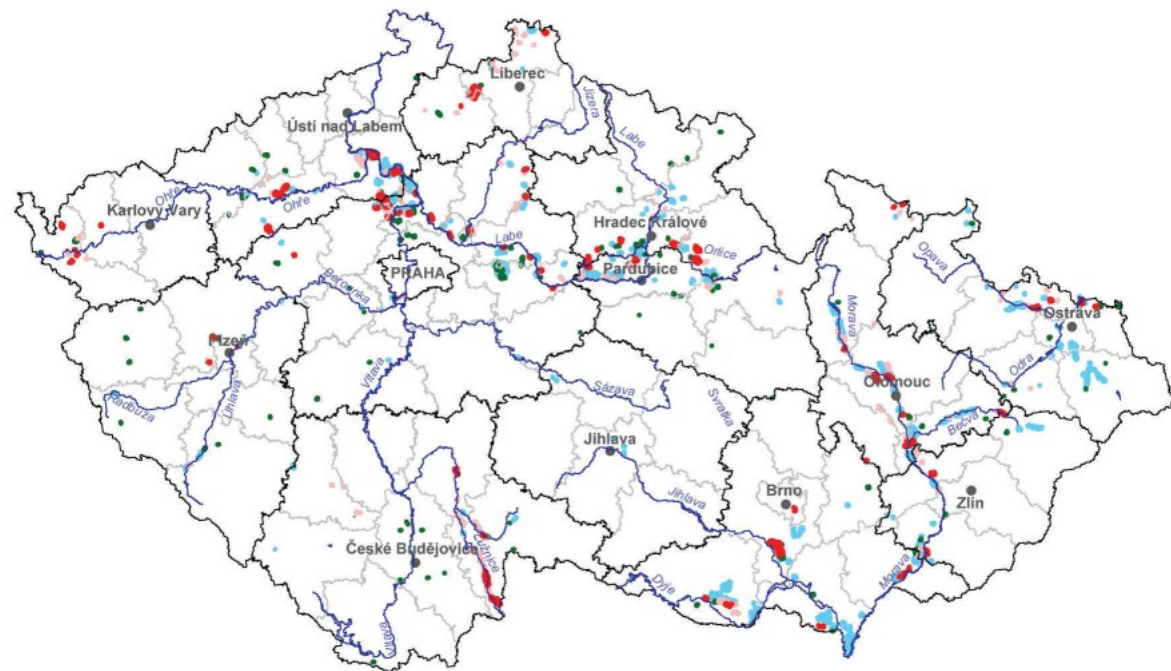 Liberec
Jizera
Labe
Ústí nad Labem
Ohře
Karlovy Vary
Ohře
Hradec Králové
Labe
Orlice
Pardubice
PRAHA
Berounka
Opava
Morava
Ostrava
Odra
Plzeň
Vltava
Sázava
Olomouc
Radbuza
Úhlava
Svratka
Bečva
Jihlava
Jihlava
Brno
Zlín
České Budějovice
Lužnice
Dyje
Morava
Vltava